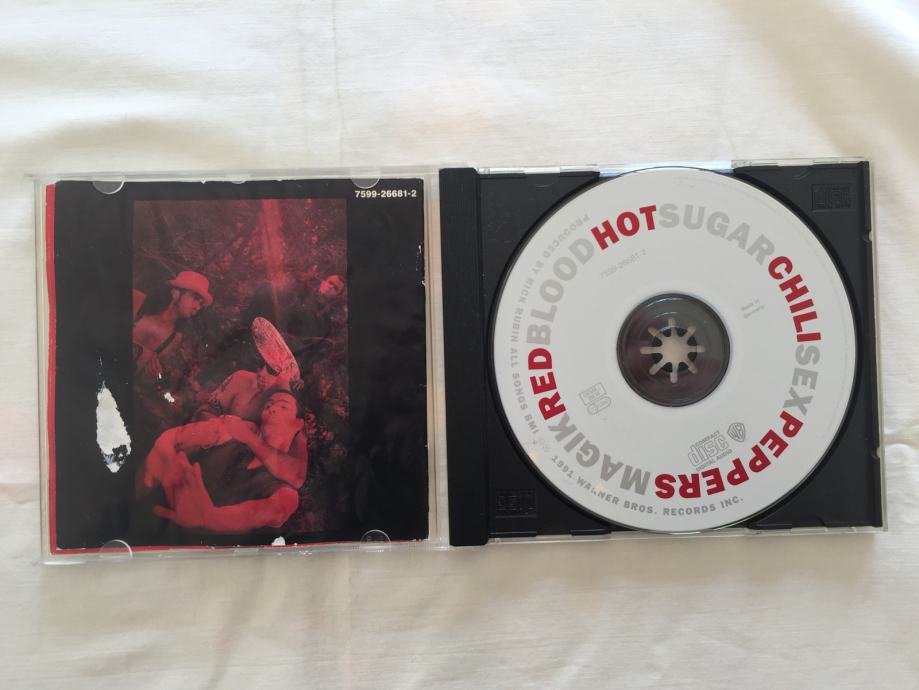 7599-26681-2
RED BLOOD HOT SUGAR CHILI SEX PEPPERS MAGIK
7599-26681-2
Made in
Germany
COMPACT
disc
DIGITAL AUDIO
PRODUCED BY RICK RUBIN ALL SONGS BMI
℗ © 1991 WARNER BROS. RECORDS INC.